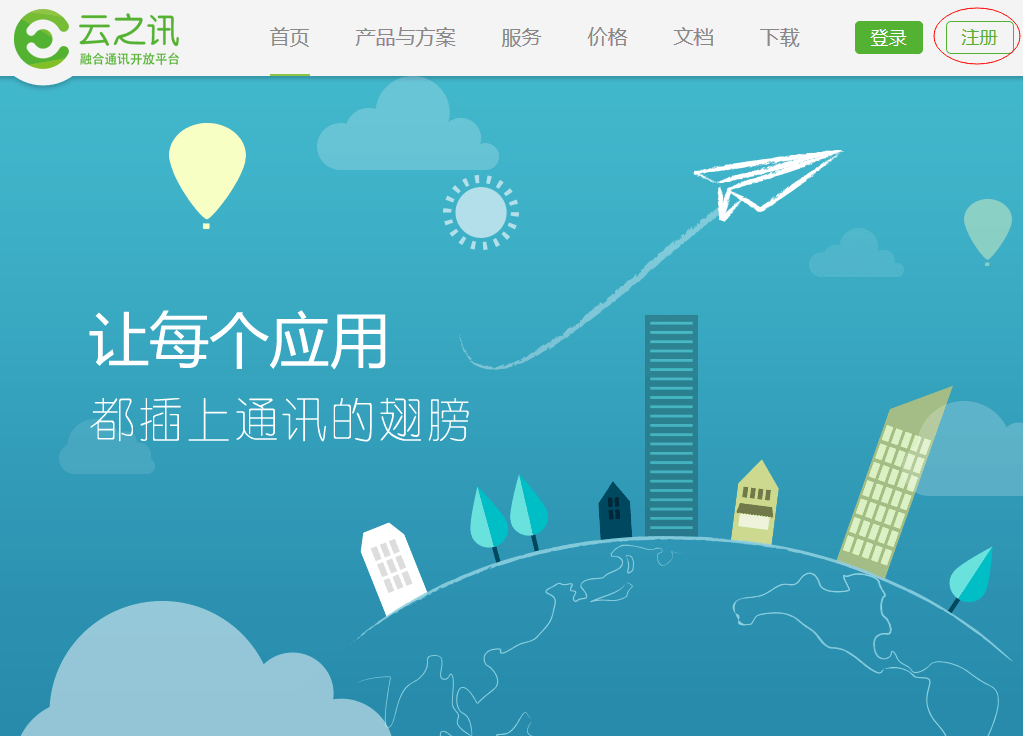 云之讯
融合通讯开放平台
首页 产品与方案 服务 价格 文档 下载 登录 注册
让每个应用
都插上通讯的翅膀